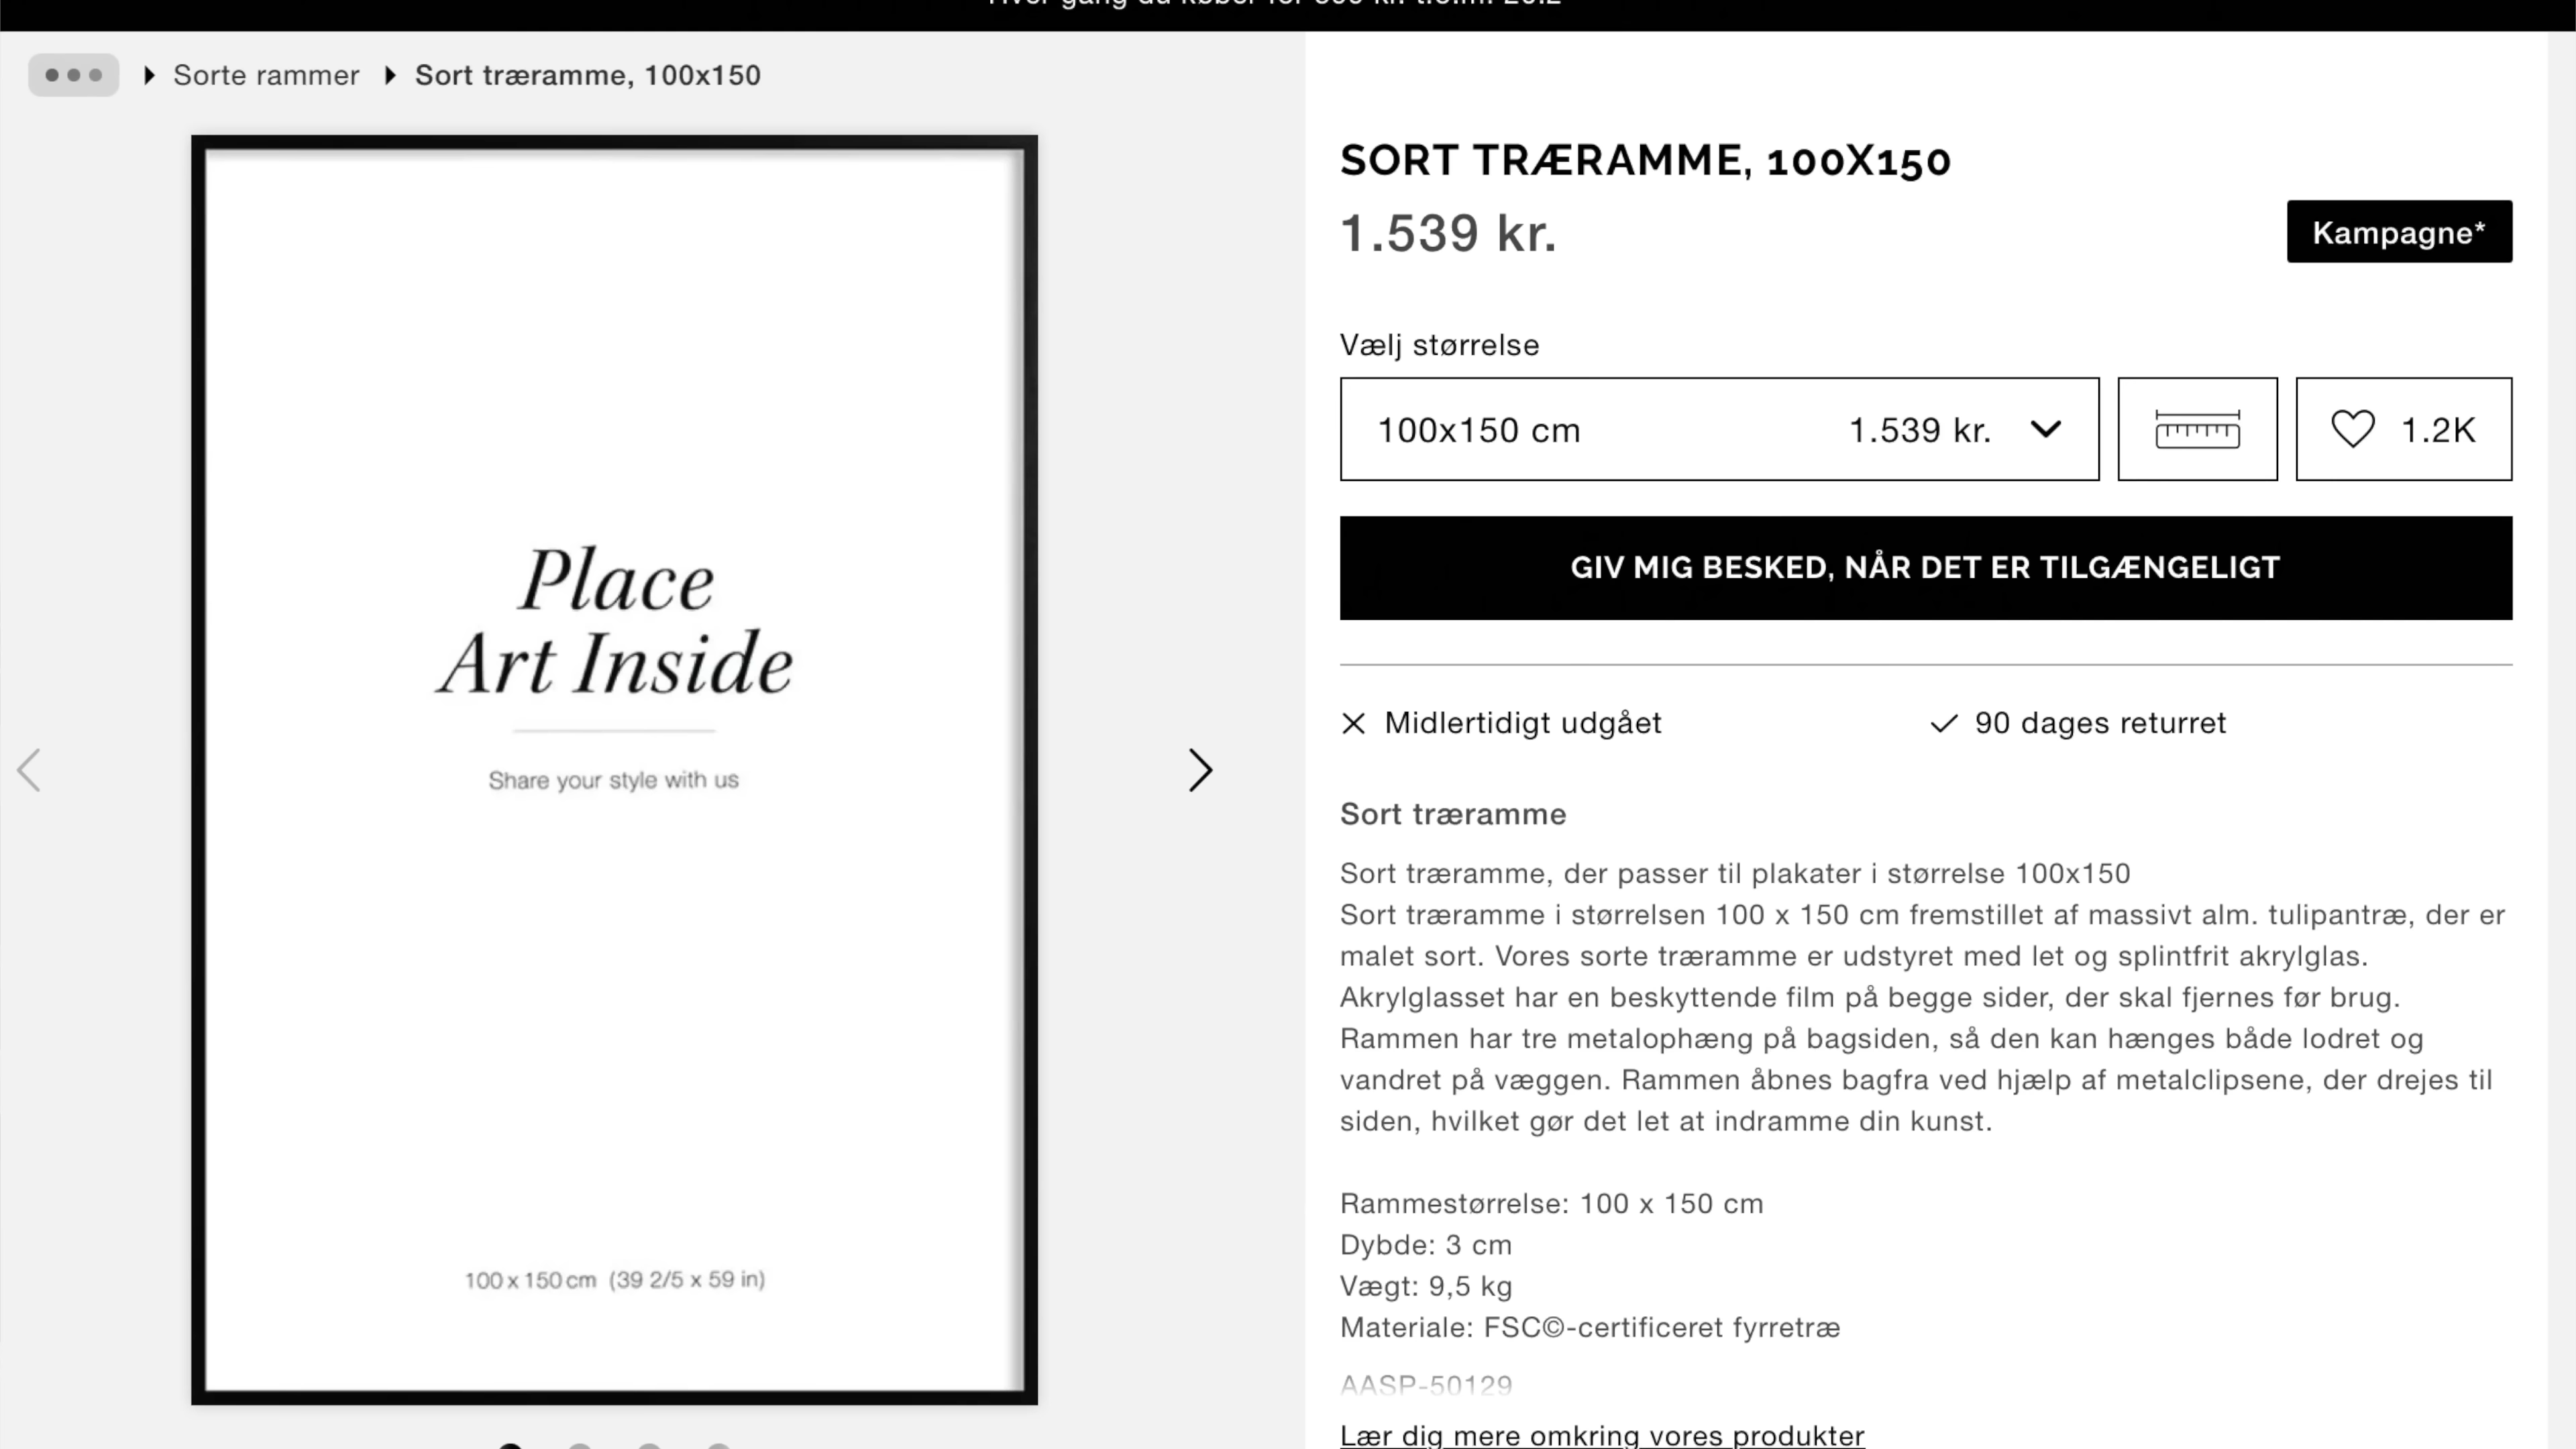 Sorte rammer
Sort træramme, 100x150
Place
Art Inside
Share your style with us
100 x 150 cm (39 2/5 x 59 in)
SORT TRÆRAMME, 100X150
1.539 kr.
Kampagne*
Vælj størrelse
100x150 cm 1.539 kr.
1.2K
GIV MIG BESKED, NÅR DET ER TILGÆNGELIGT
Midlertidigt udgået
90 dages returret
Sort træramme
Sort træramme, der passer til plakater i størrelse 100x150
Sort træramme i størrelsen 100 x 150 cm fremstillet af massivt alm. tulipantræ, der er
malet sort. Vores sorte træramme er udstyret med let og splintfrit akrylglas.
Akrylglasset har en beskyttende film på begge sider, der skal fjernes før brug.
Rammen har tre metalophæng på bagsiden, så den kan hænges både lodret og
vandret på væggen. Rammen åbnes bagfra ved hjælp af metalclipsene, der drejes til
siden, hvilket gør det let at indramme din kunst.
Rammestørrelse: 100 x 150 cm
Dybde: 3 cm
Vægt: 9,5 kg
Materiale: FSC©-certificeret fyrretræ
AASP-50129
Lær dig mere omkring vores produkter